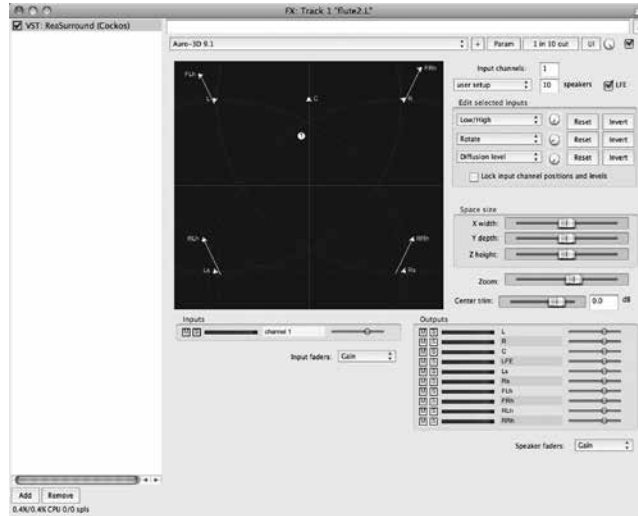 FX: Track 1 "flute2.L"
VST: ReaSurround (Cockos)
Auro-3D 9.1
+
Param
1 in 10 out
UI
FLh
FRh
L
C
R
1
RLh
RRh
Ls
Rs
Input channels: 1
user setup 10 speakers LFE
Edit selected inputs
Low/High Reset Invert
Rotate Reset Invert
Diffusion level Reset Invert
Lock input channel positions and levels
Space size
X width:
Y depth:
Z height:
Zoom:
Center trim: 0.0 dB
Inputs
M S channel 1
Input faders: Gain
Outputs
M S L
M S R
M S C
M S LFE
M S Ls
M S Rs
M S FLh
M S FRh
M S RLh
M S RRh
Speaker faders: Gain
Add Remove
0.4%/0.4% CPU 0/0 spls